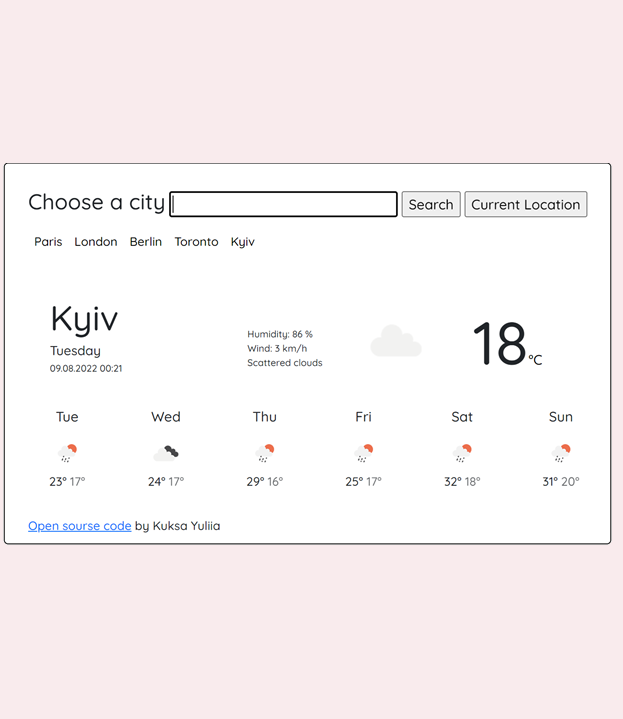 Choose a city Search Current Location
Paris London Berlin Toronto Kyiv
Kyiv
Tuesday
09.08.2022 00:21
Humidity: 86 %
Wind: 3 km/h
Scattered clouds
18°C
Tue Wed Thu Fri Sat Sun
23° 17° 24° 17° 29° 16° 25° 17° 32° 18° 31° 20°
Open sourse code by Kuksa Yuliia